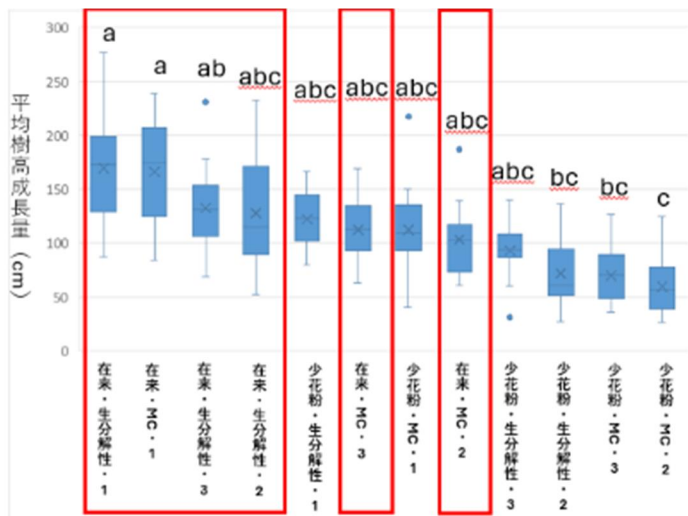 300
250
200
150
100
50
0
平均樹高成長量(cm)
a
a
ab
abc
abc
abc
abc
abc
abc
bc
bc
c
在来・生分解性・1
在来・MC・1
在来・生分解性・3
在来・生分解性・2
少花粉・生分解性・1
在来・MC・3
少花粉・MC・1
在来・MC・2
少花粉・生分解性・3
少花粉・生分解性・2
少花粉・MC・3
少花粉・MC・2